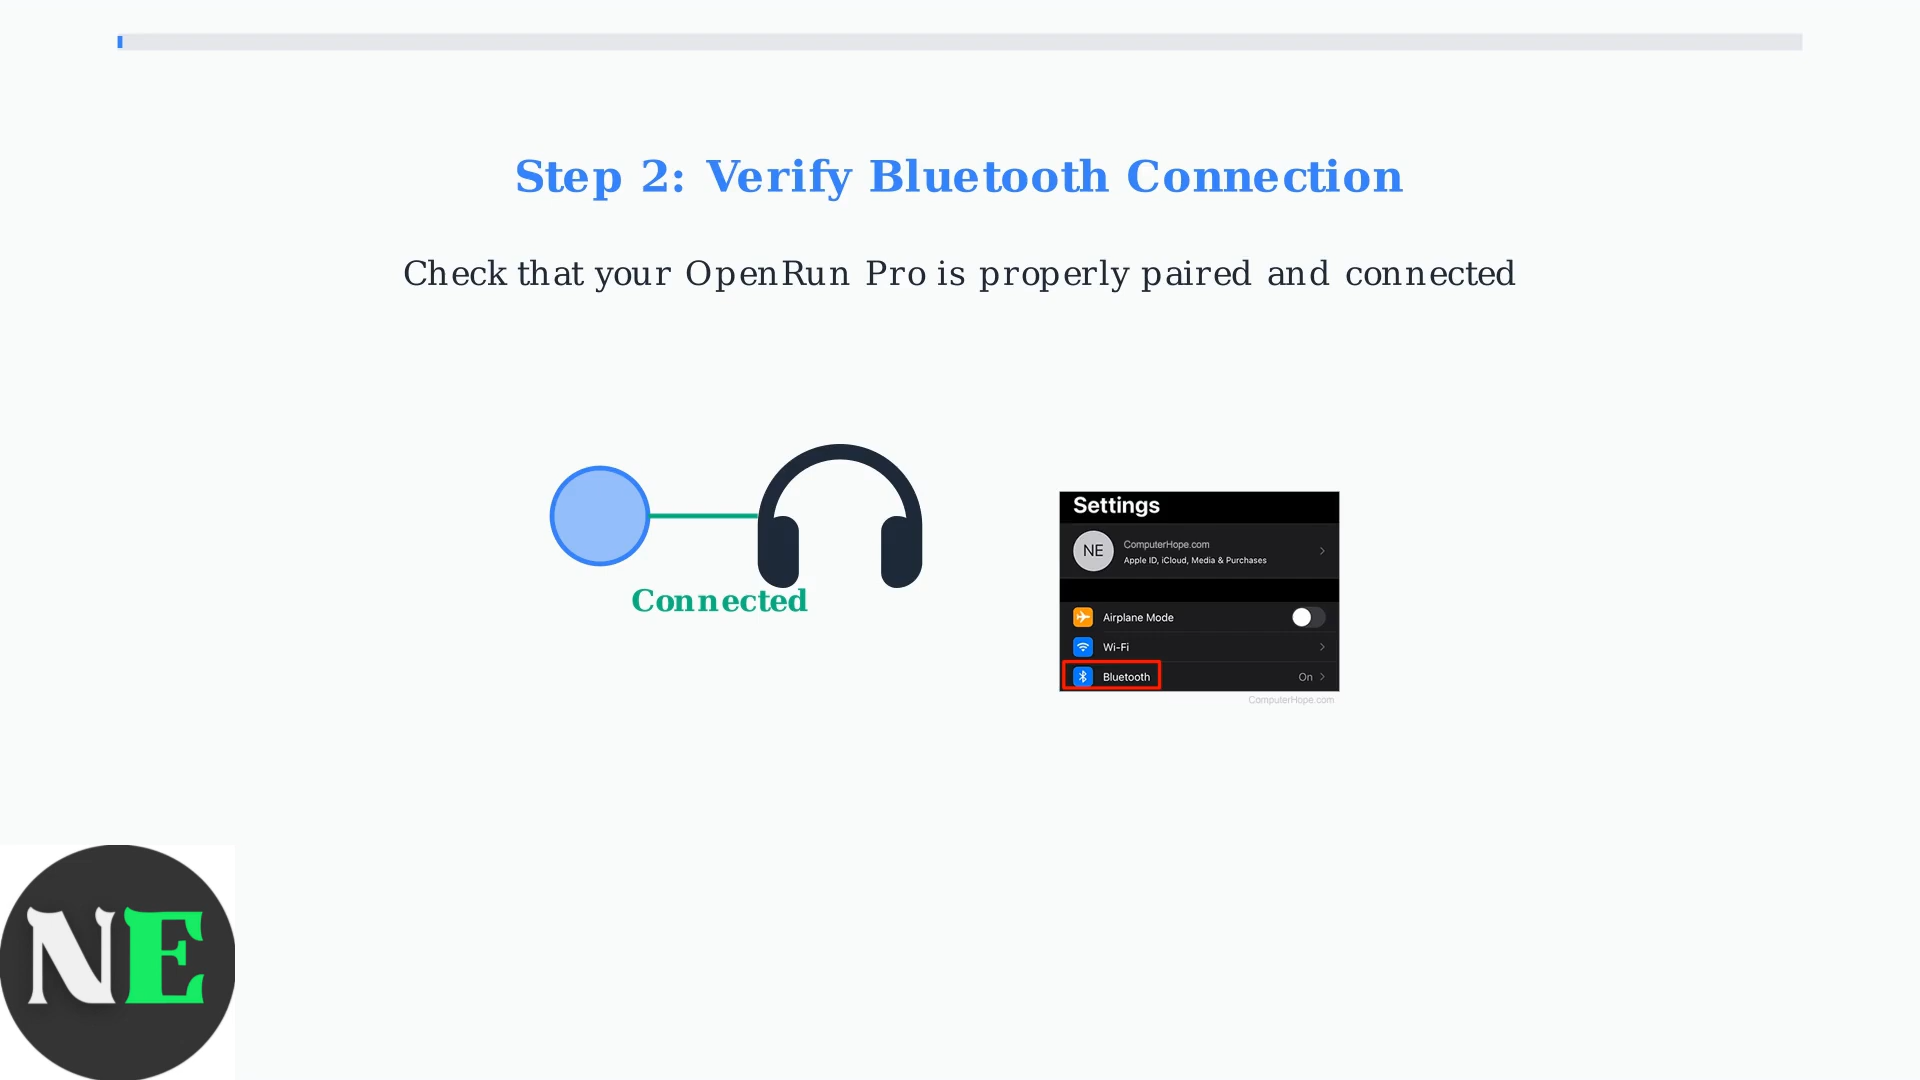 Step 2: Verify Bluetooth Connection
Check that your OpenRun Pro is properly paired and connected
Connected
Settings
NE
ComputerHope.com
Apple ID, iCloud, Media & Purchases
Airplane Mode
Wi-Fi
Bluetooth On
ComputerHope.com
NE